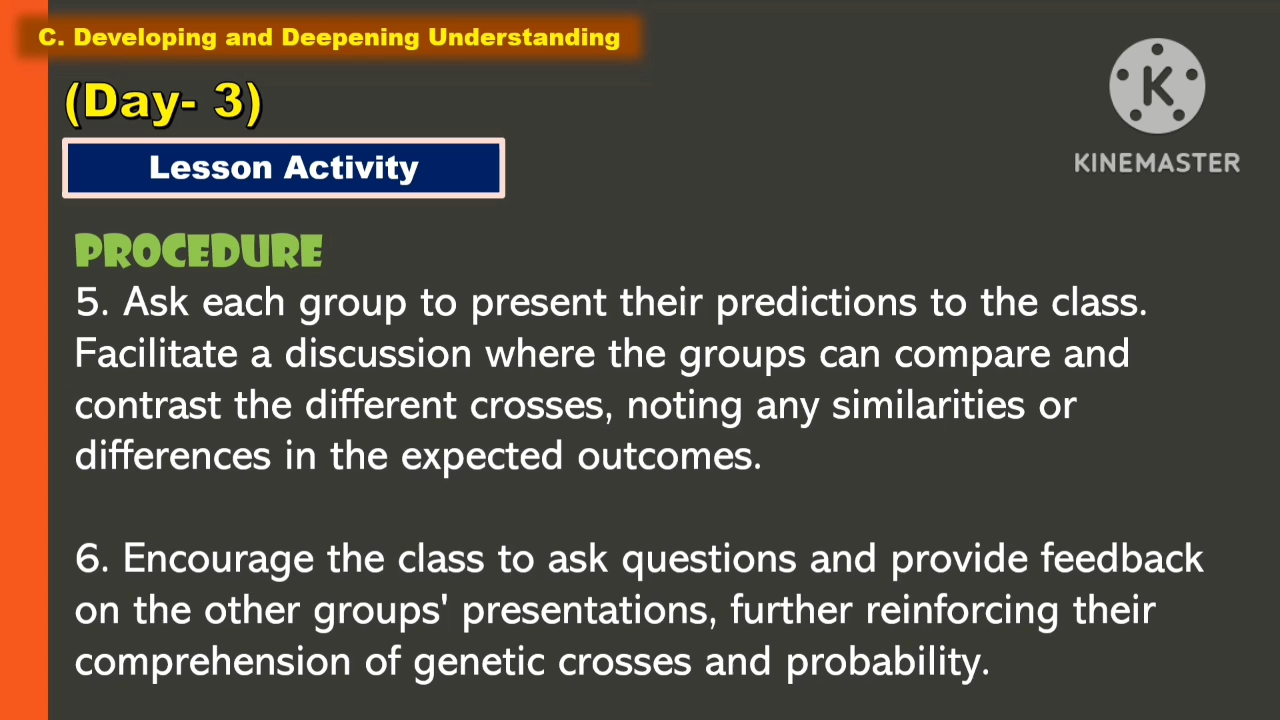 C. Developing and Deepening Understanding
(Day- 3)
K
KINEMASTER
Lesson Activity
PROCEDURE
5. Ask each group to present their predictions to the class.
Facilitate a discussion where the groups can compare and
contrast the different crosses, noting any similarities or
differences in the expected outcomes.
6. Encourage the class to ask questions and provide feedback
on the other groups' presentations, further reinforcing their
comprehension of genetic crosses and probability.